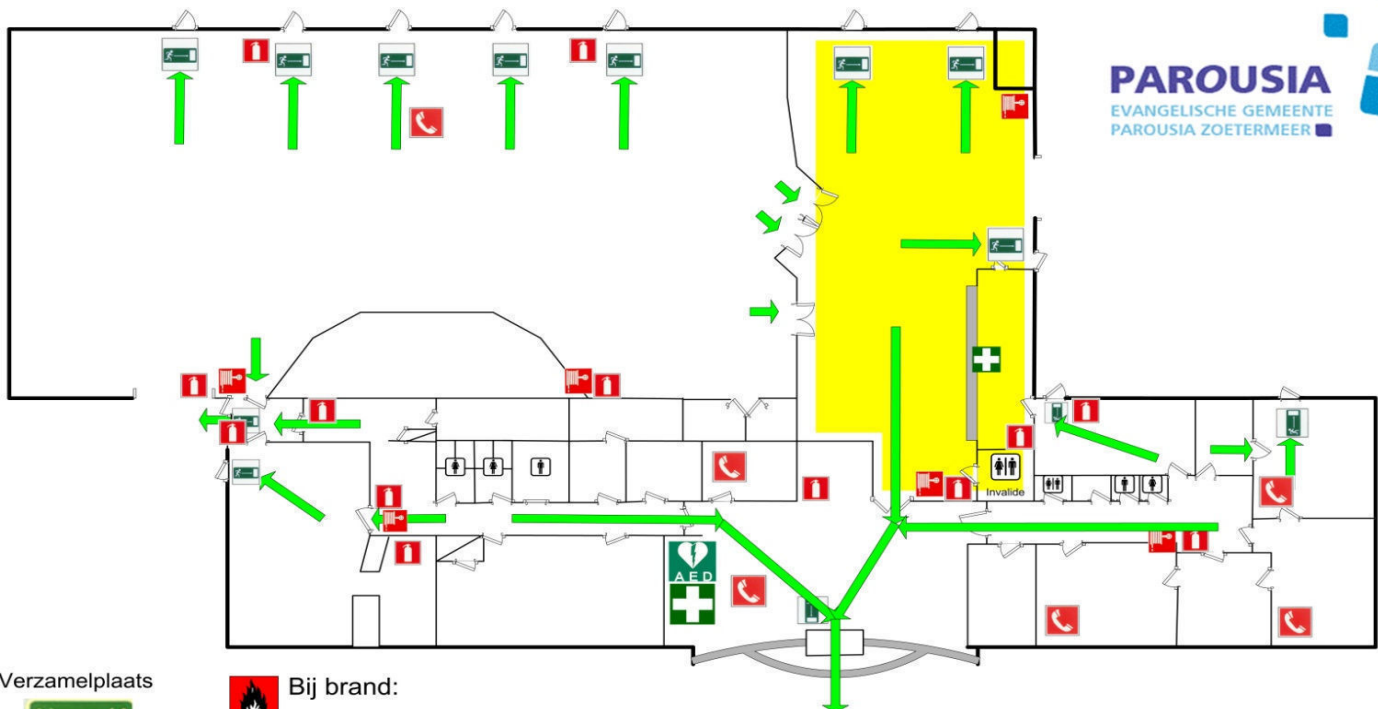 PAROUSIA
EVANGELISCHE GEMEENTE
PAROUSIA ZOETERMEER
Invalide
AED
Verzamelplaats
Bij brand: